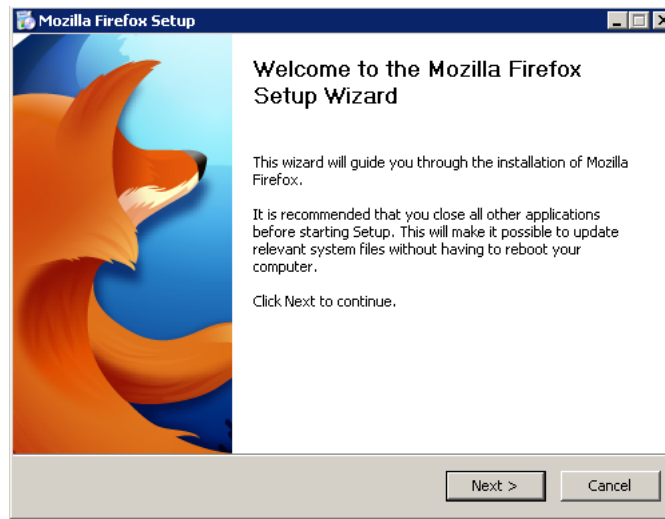 Mozilla Firefox Setup
Welcome to the Mozilla Firefox
Setup Wizard
This wizard will guide you through the installation of Mozilla
Firefox.
It is recommended that you close all other applications
before starting Setup. This will make it possible to update
relevant system files without having to reboot your
computer.
Click Next to continue.
Next >
Cancel